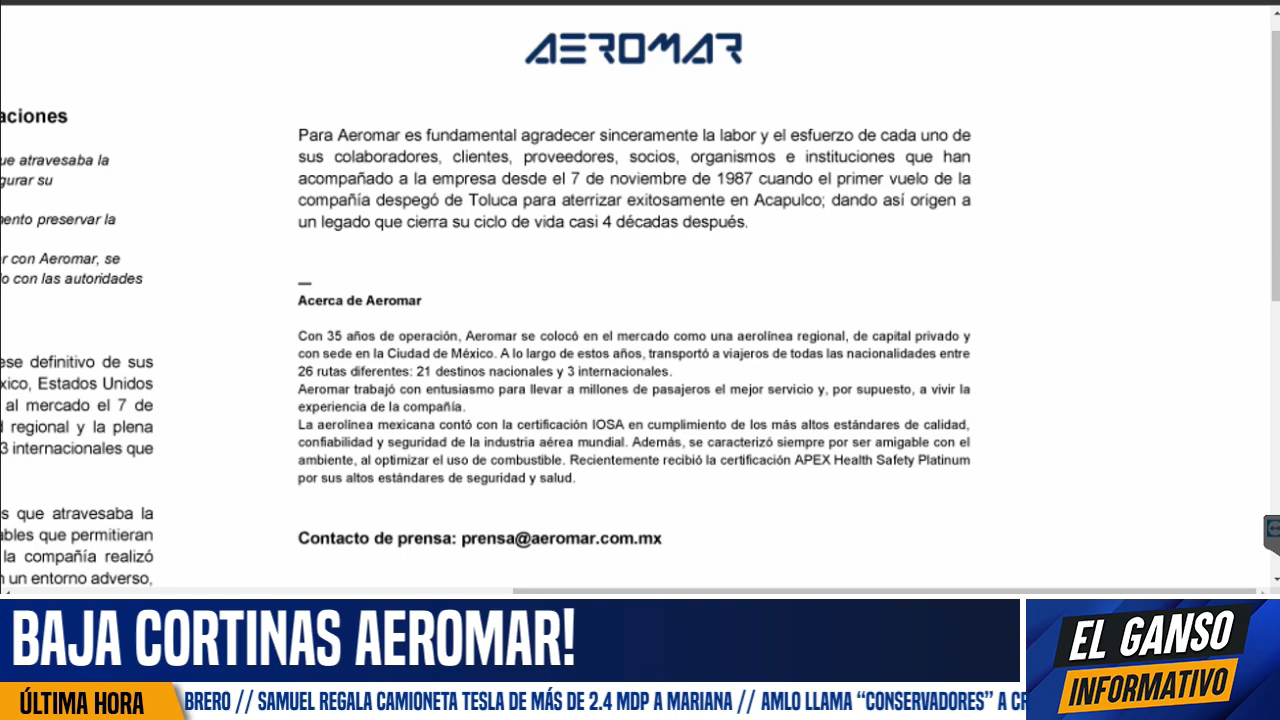 AEROMAR
aciones
ue atravesaba la
gurar su
mento preservar la
r con Aeromar, se
lo con las autoridades
ese definitivo de sus
xico, Estados Unidos
al mercado el 7 de
d regional y la plena
3 internacionales que
s que atravesaba la
ables que permitieran
la compañía realizó
n un entorno adverso,
Para Aeromar es fundamental agradecer sinceramente la labor y el esfuerzo de cada uno de
sus colaboradores, clientes, proveedores, socios, organismos e instituciones que han
acompañado a la empresa desde el 7 de noviembre de 1987 cuando el primer vuelo de la
compañía despegó de Toluca para aterrizar exitosamente en Acapulco; dando así origen a
un legado que cierra su ciclo de vida casi 4 décadas después.
Acerca de Aeromar
Con 35 años de operación, Aeromar se colocó en el mercado como una aerolínea regional, de capital privado y
con sede en la Ciudad de México. A lo largo de estos años, transportó a viajeros de todas las nacionalidades entre
26 rutas diferentes: 21 destinos nacionales y 3 internacionales.
Aeromar trabajó con entusiasmo para llevar a millones de pasajeros el mejor servicio y, por supuesto, a vivir la
experiencia de la compañía.
La aerolínea mexicana contó con la certificación IOSA en cumplimiento de los más altos estándares de calidad,
confiabilidad y seguridad de la industria aérea mundial. Además, se caracterizó siempre por ser amigable con el
ambiente, al optimizar el uso de combustible. Recientemente recibió la certificación APEX Health Safety Platinum
por sus altos estándares de seguridad y salud.
Contacto de prensa: prensa@aeromar.com.mx
BAJA CORTINAS AEROMAR!
EL GANSO
INFORMATIVO
ÚLTIMA HORA
BRERO // SAMUEL REGALA CAMIONETA TESLA DE MÁS DE 2.4 MDP A MARIANA // AMLO LLAMA “CONSERVADORES” A CR